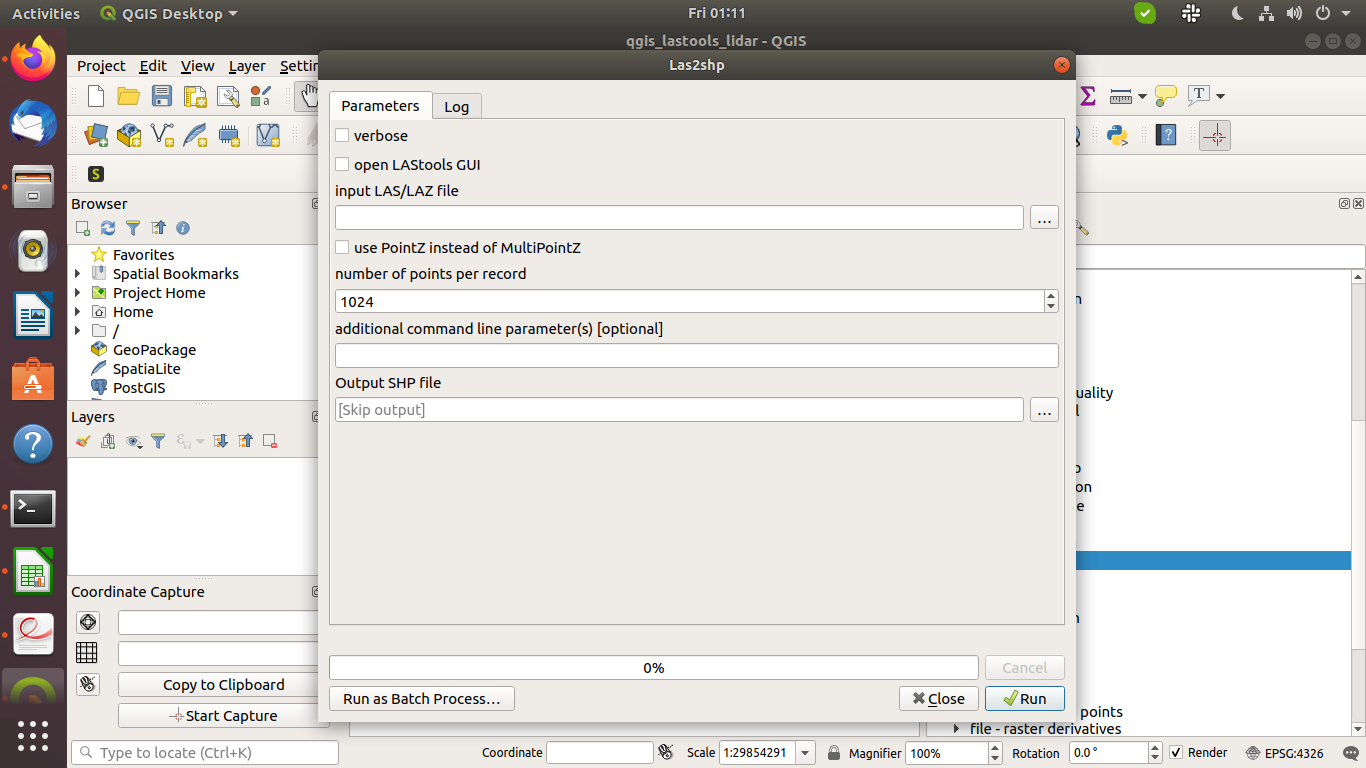 Activities QGIS Desktop Fri 01:11
qgis_lastools_lidar - QGIS
Project Edit View Layer
Las2shp
Parameters Log
verbose
open LAStools GUI
input LAS/LAZ file
…
use PointZ instead of MultiPointZ
number of points per record
1024
additional command line parameter(s) [optional]
Output SHP file
[Skip output] …
0% Cancel
Run as Batch Process… Close Run
S
Browser
Favorites
Spatial Bookmarks
Project Home
Home
/
GeoPackage
SpatiaLite
PostGIS
Layers
Coordinate Capture
Copy to Clipboard
Start Capture
points
file - raster derivatives
Type to locate (Ctrl+K) Coordinate Scale 1:29854291 Magnifier 100% Rotation 0.0 ° Render EPSG:4326